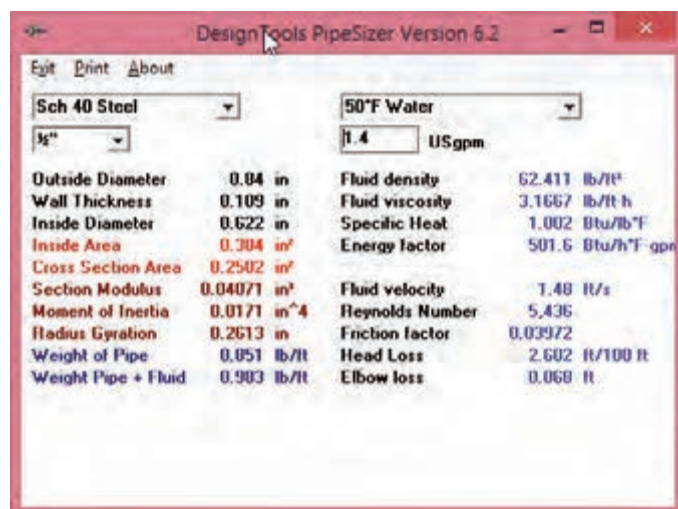 DesignTools PipeSizer Version 6.2
Exit Print About
Sch 40 Steel
½"
50°F Water
1.4 USgpm
Outside Diameter 0.84 in
Wall Thickness 0.109 in
Inside Diameter 0.622 in
Inside Area 0.304 in²
Cross Section Area 0.2502 in²
Section Modulus 0.04071 in³
Moment of Inertia 0.0171 in^4
Radius Gyration 0.2613 in
Weight of Pipe 0.851 lb/ft
Weight Pipe + Fluid 0.983 lb/ft
Fluid density 62.411 lb/ft³
Fluid viscosity 3.1667 lb/ft·h
Specific Heat 1.002 Btu/lb°F
Energy factor 501.6 Btu/h°F·gpm
Fluid velocity 1.48 ft/s
Reynolds Number 5,436
Friction factor 0.03972
Head Loss 2.602 ft/100 ft
Elbow loss 0.068 ft